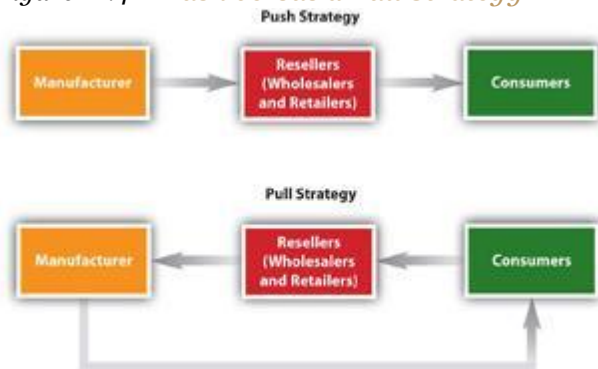 Push Strategy
Manufacturer
Resellers
(Wholesalers
and Retailers)
Consumers
Pull Strategy
Manufacturer
Resellers
(Wholesalers
and Retailers)
Consumers